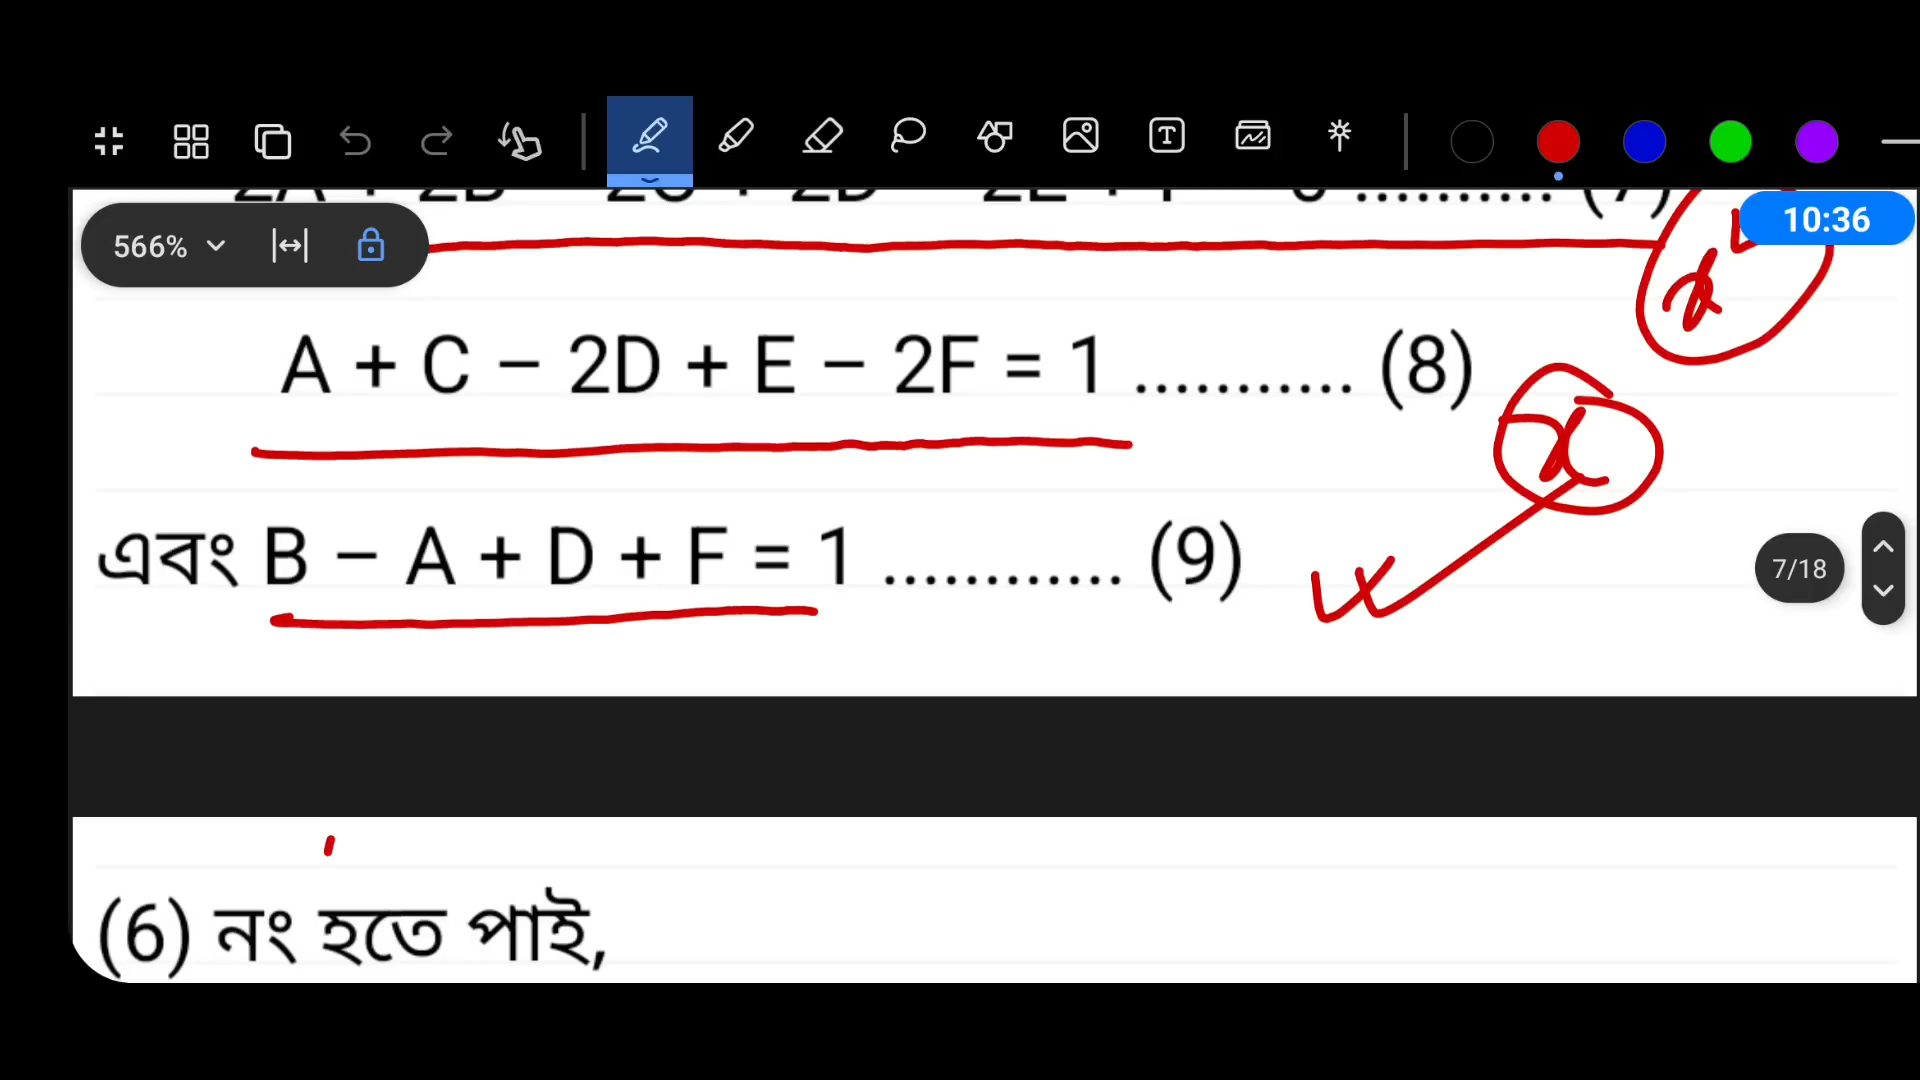 10:36
566%
A + C − 2D + E − 2F = 1 ........... (8)
x
এবং B − A + D + F = 1 ............ (9)
7/18
(6) নং হতে পাই,